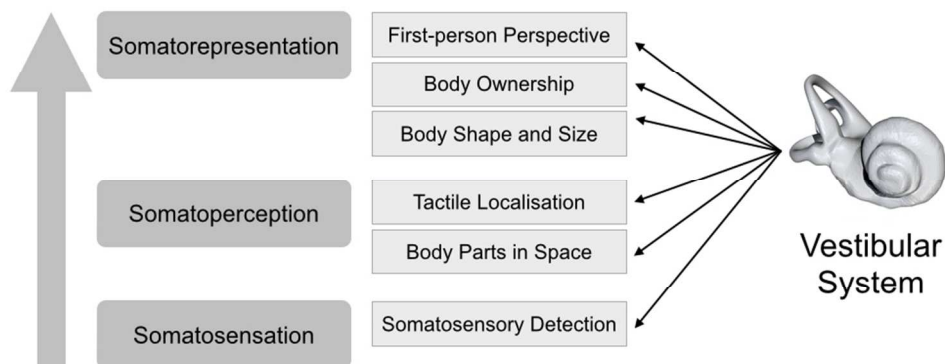 Somatorepresentation
First-person Perspective
Body Ownership
Body Shape and Size
Somatoperception
Tactile Localisation
Body Parts in Space
Somatosensation
Somatosensory Detection
Vestibular
System